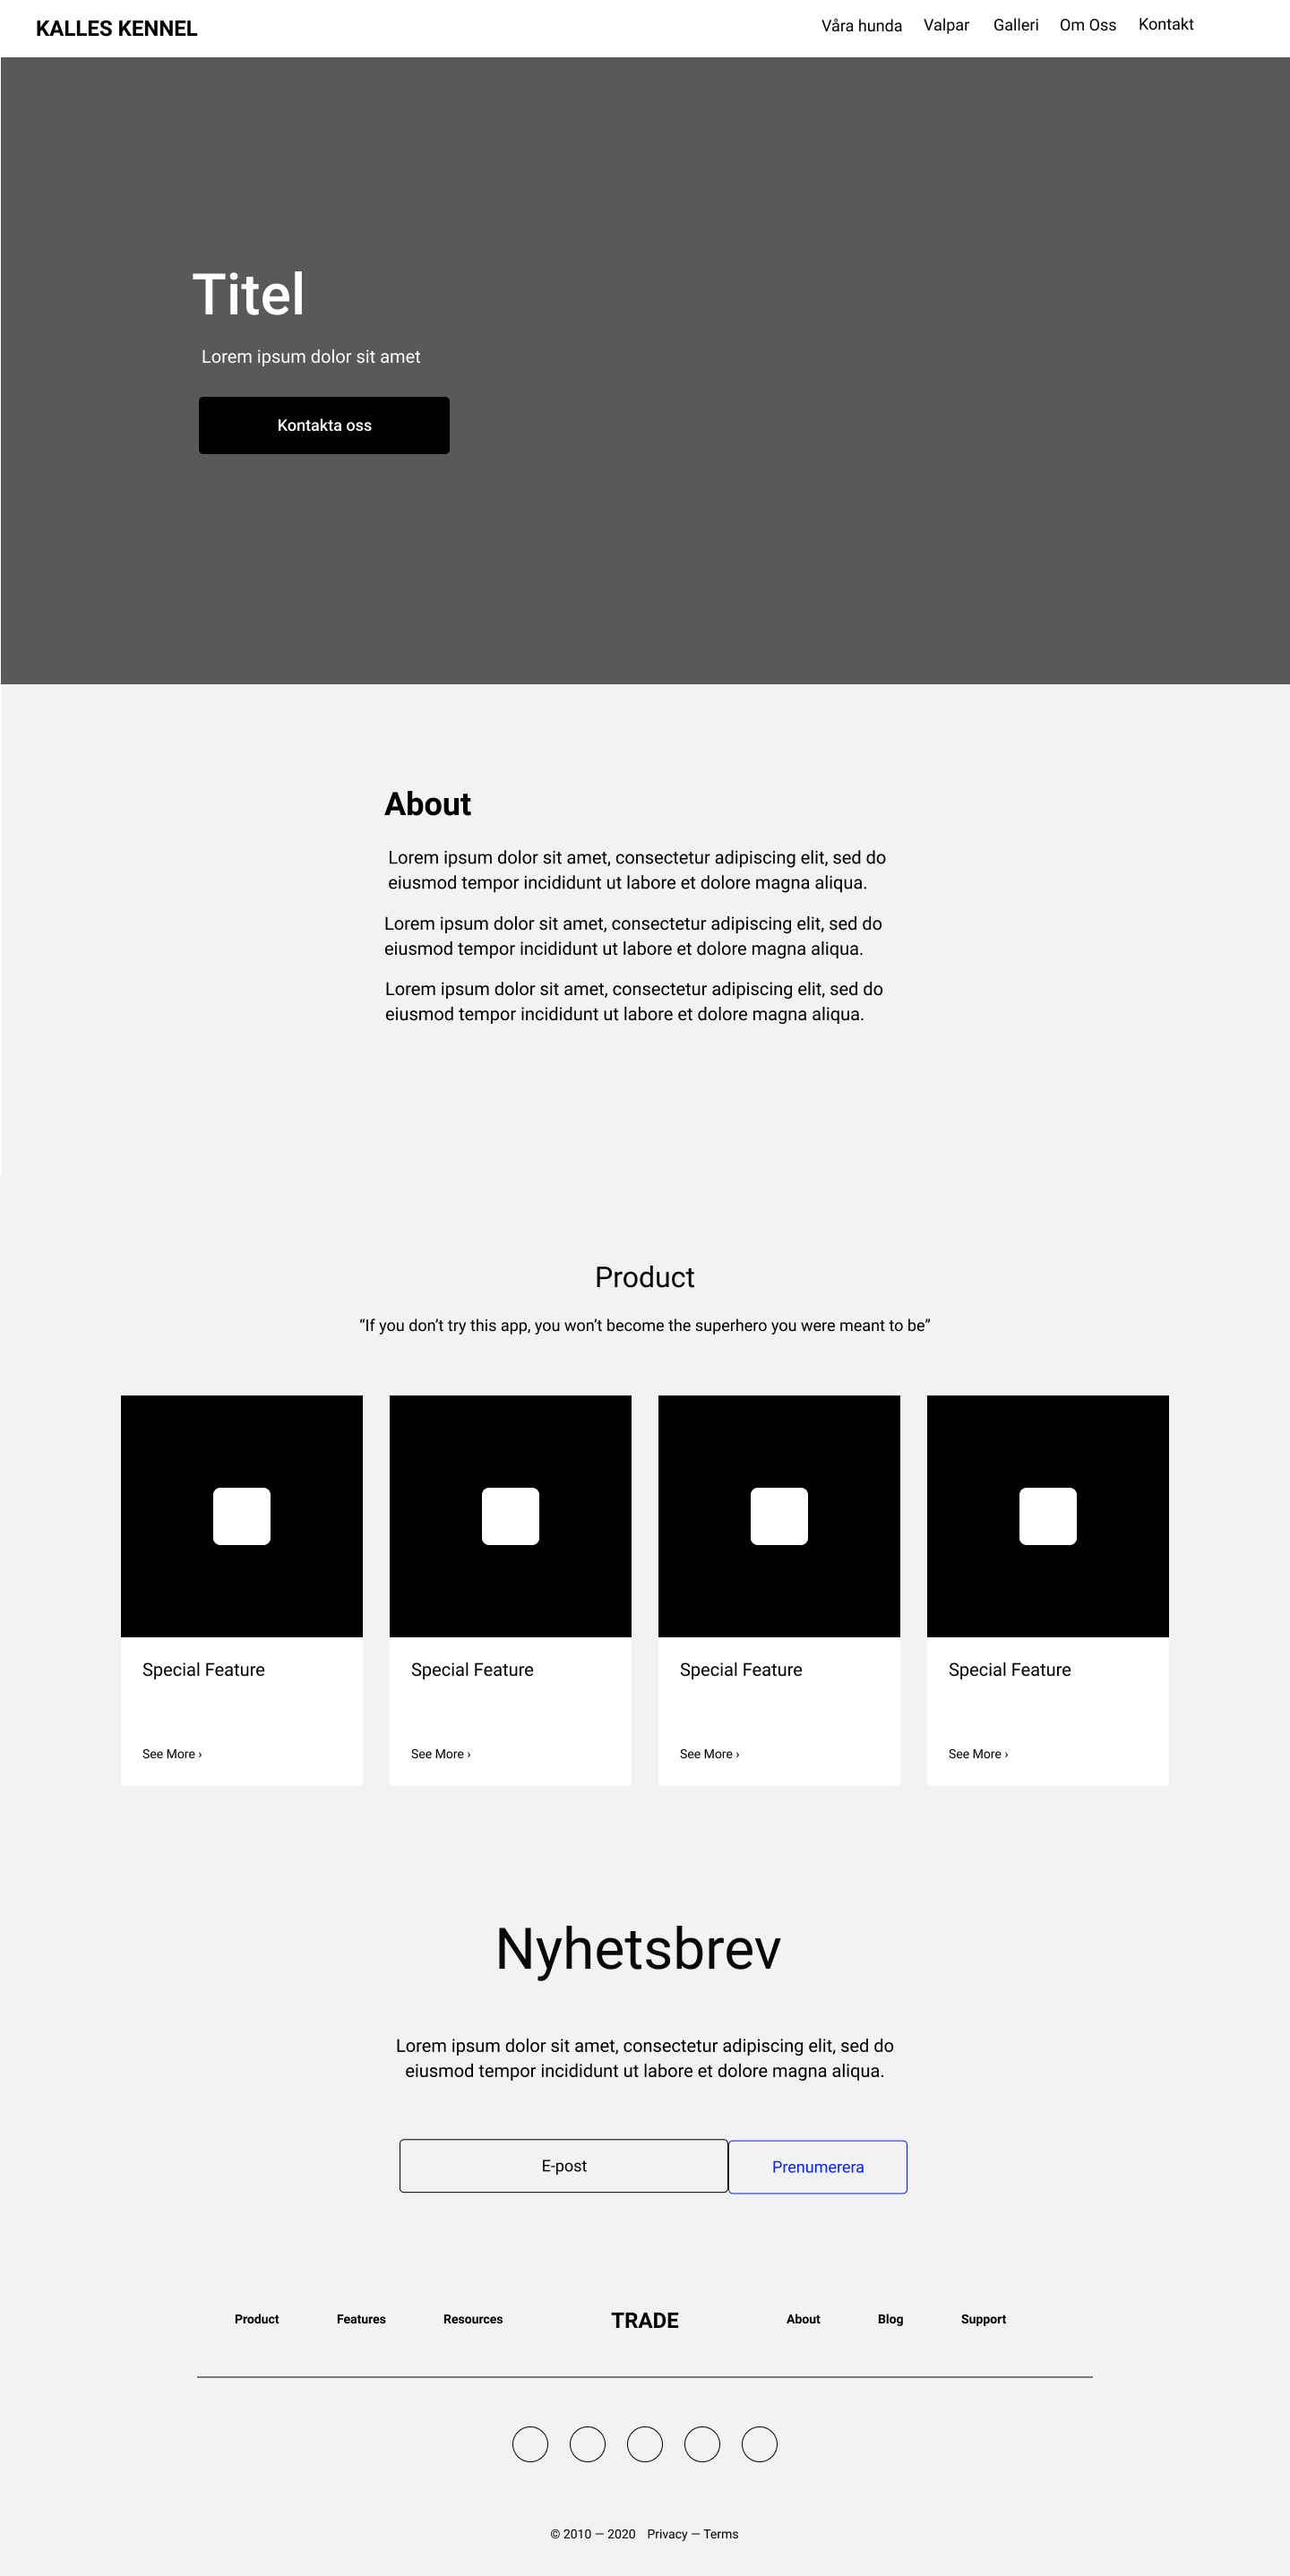 KALLES KENNEL
Våra hunda
Valpar
Galleri
Om Oss
Kontakt
Titel
Lorem ipsum dolor sit amet
Kontakta oss
About
Lorem ipsum dolor sit amet, consectetur adipiscing elit, sed do
eiusmod tempor incididunt ut labore et dolore magna aliqua.
Lorem ipsum dolor sit amet, consectetur adipiscing elit, sed do
eiusmod tempor incididunt ut labore et dolore magna aliqua.
Lorem ipsum dolor sit amet, consectetur adipiscing elit, sed do
eiusmod tempor incididunt ut labore et dolore magna aliqua.
Product
“If you don’t try this app, you won’t become the superhero you were meant to be”
Special Feature
See More ›
Special Feature
See More ›
Special Feature
See More ›
Special Feature
See More ›
Nyhetsbrev
Lorem ipsum dolor sit amet, consectetur adipiscing elit, sed do
eiusmod tempor incididunt ut labore et dolore magna aliqua.
E-post
Prenumerera
Product
Features
Resources
TRADE
About
Blog
Support
© 2010 — 2020 Privacy — Terms